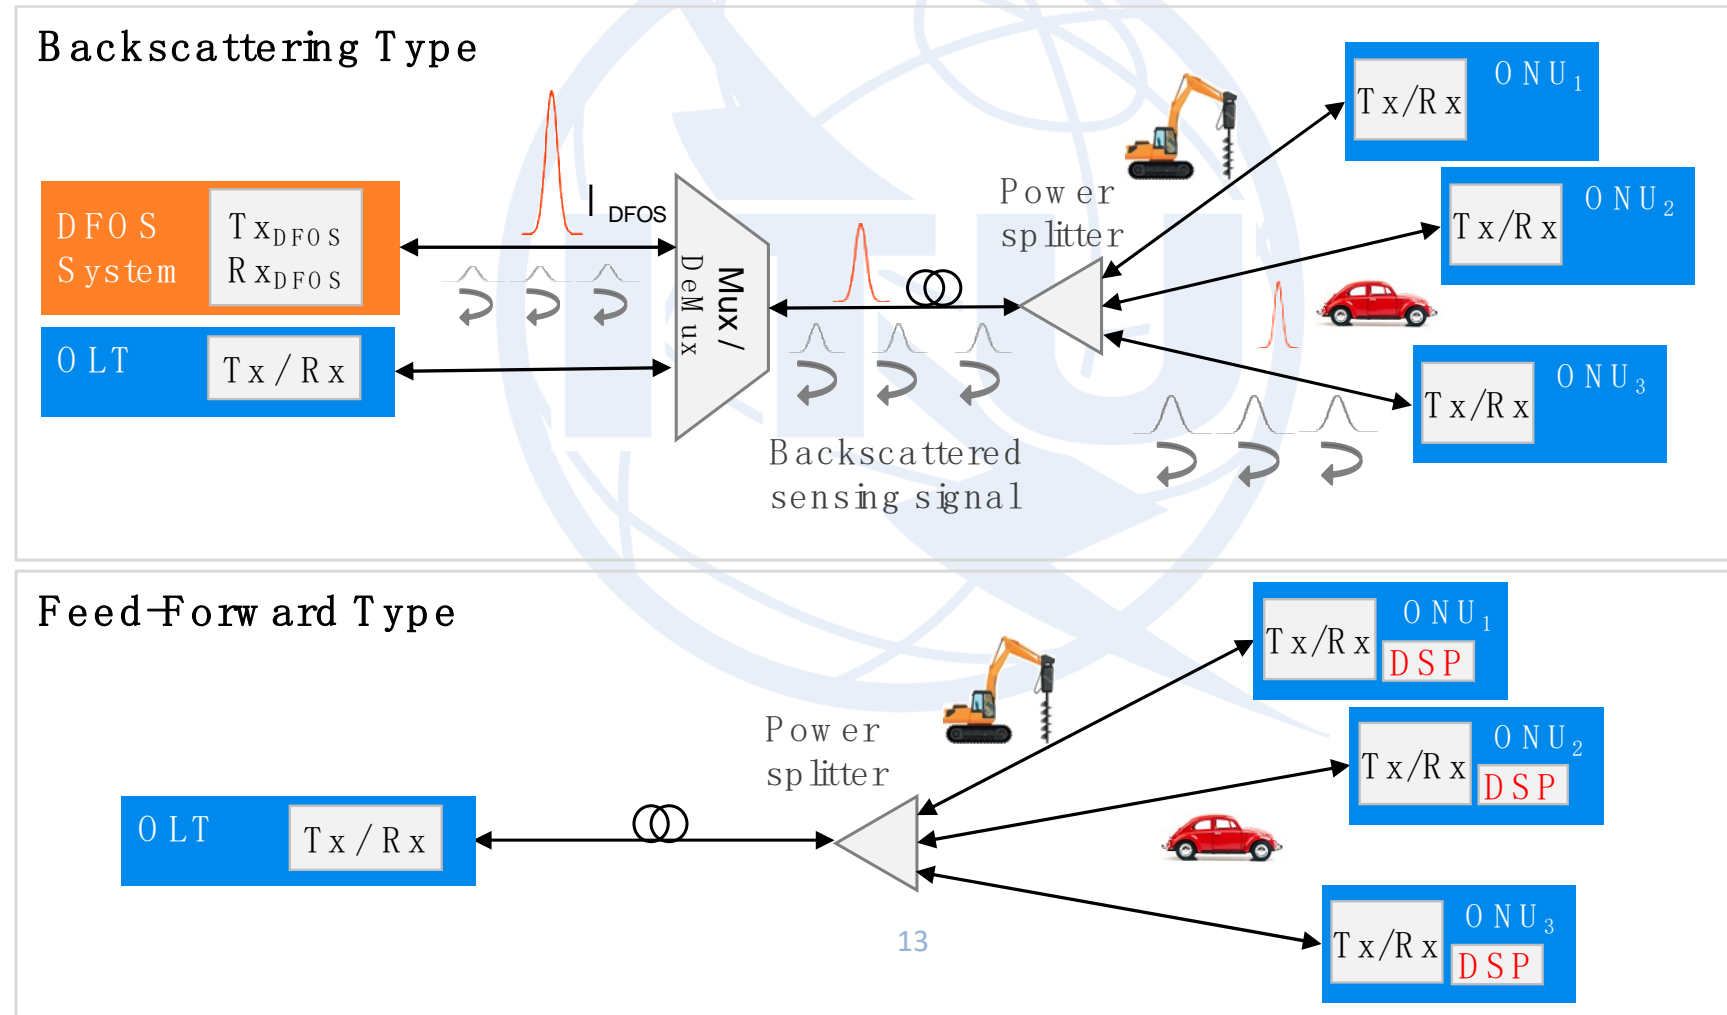 Backscattering Type
ONU1
Tx/Rx
ONU2
Tx/Rx
Power
splitter
DFOS
System
TxDFOS
RxDFOS
l DFOS
Mux /
DeMux
OLT
Tx/Rx
ONU3
Tx/Rx
Backscattered
sensing signal
Feed-Forward Type
ONU1
Tx/Rx
DSP
Power
splitter
ONU2
Tx/Rx
DSP
OLT
Tx/Rx
ONU3
Tx/Rx
DSP
13
ITU